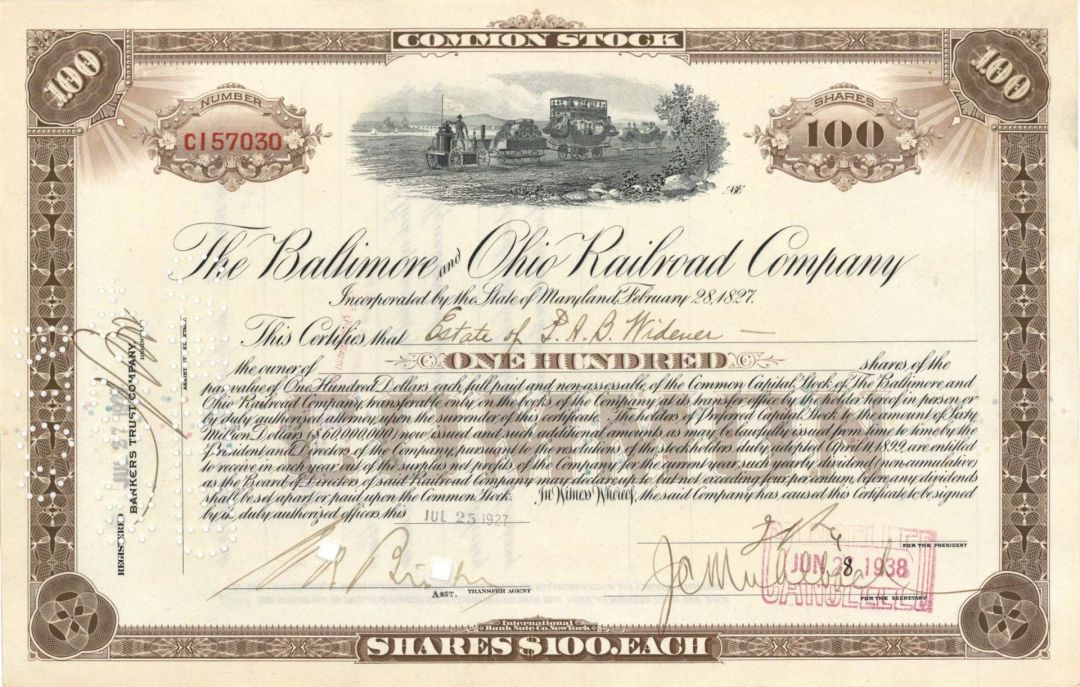 COMMON STOCK
100
100
NUMBER
C157030
SHARES
100
The Baltimore and Ohio Railroad Company
Incorporated by the State of Maryland, February 28, 1827.
This Certifies that Estate of P. A. B. Widener
the owner of ONE HUNDRED shares of the
par value of One Hundred Dollars each full paid and non-assessable of the Common Capital Stock of The Baltimore and
Ohio Railroad Company, transferable only on the books of the Company at its transfer office by the holder hereof in person or
by duly authorized attorney upon the surrender of this certificate. The holders of Preferred Capital Stock to the amount of Sixty
Million Dollars ($60,000,000) now issued and such additional amounts as may be lawfully issued from time to time by the
President and Directors of the Company, pursuant to the resolutions of the stockholders duly adopted April 11, 1899, are entitled
to receive in each year out of the surplus net profits of the Company for the current year such yearly dividend (non-cumulative)
as the Board of Directors of said Railroad Company may declare up to but not exceeding four per centum, before any dividends
shall be set apart or paid upon the Common Stock. In Witness Whereof, the said Company has caused this Certificate to be signed
by its duly authorized officers this JUL 25 1927
FOR THE PRESIDENT
CANCELLED
JUN 28 1938
CANCELLED
ASST. TRANSFER AGENT
FOR THE SECRETARY
REGISTERED JUL 27 1927
BANKERS TRUST COMPANY,
International
Bank Note Co. New York
SHARES $100. EACH